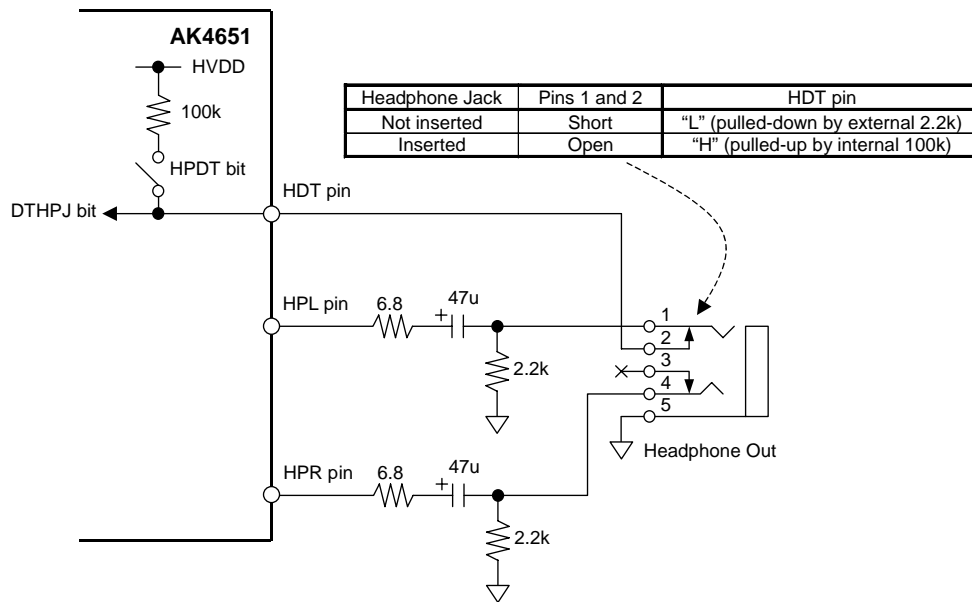 AK4651
HVDD
100k
HPDT bit
DTHPJ bit
HDT pin
Headphone Jack Pins 1 and 2 HDT pin
Not inserted Short “L” (pulled-down by external 2.2k)
Inserted Open “H” (pulled-up by internal 100k)
HPL pin
6.8
+
47u
2.2k
1
2
3
4
5
Headphone Out
HPR pin
6.8
+
47u
2.2k